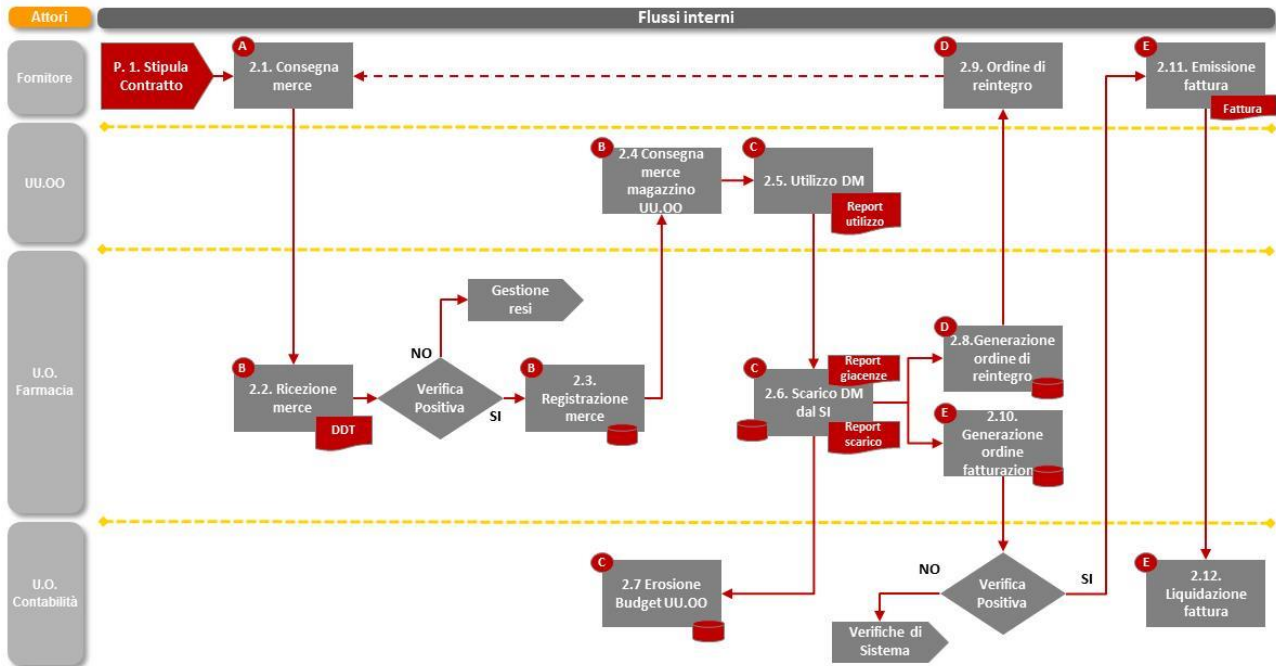 Attori
Flussi interni
Fornitore
P. 1. Stipula
Contratto
A
2.1. Consegna
merce
D
2.9. Ordine di
reintegro
E
2.11. Emissione
fattura
Fattura
UU.OO
B
2.4 Consegna
merce
magazzino
UU.OO
C
2.5. Utilizzo DM
Report
utilizzo
U.O.
Farmacia
Gestione
resi
NO
B
2.2. Ricezione
merce
DDT
Verifica
Positiva
SI
B
2.3.
Registrazione
merce
C
2.6. Scarico DM
dal SI
Report
giacenze
Report
scarico
D
2.8.Generazione
ordine di
reintegro
E
2.10.
Generazione
ordine
fatturazione
U.O.
Contabilità
C
2.7 Erosione
Budget UU.OO
NO
Verifiche di
Sistema
Verifica
Positiva
SI
E
2.12.
Liquidazione
fattura